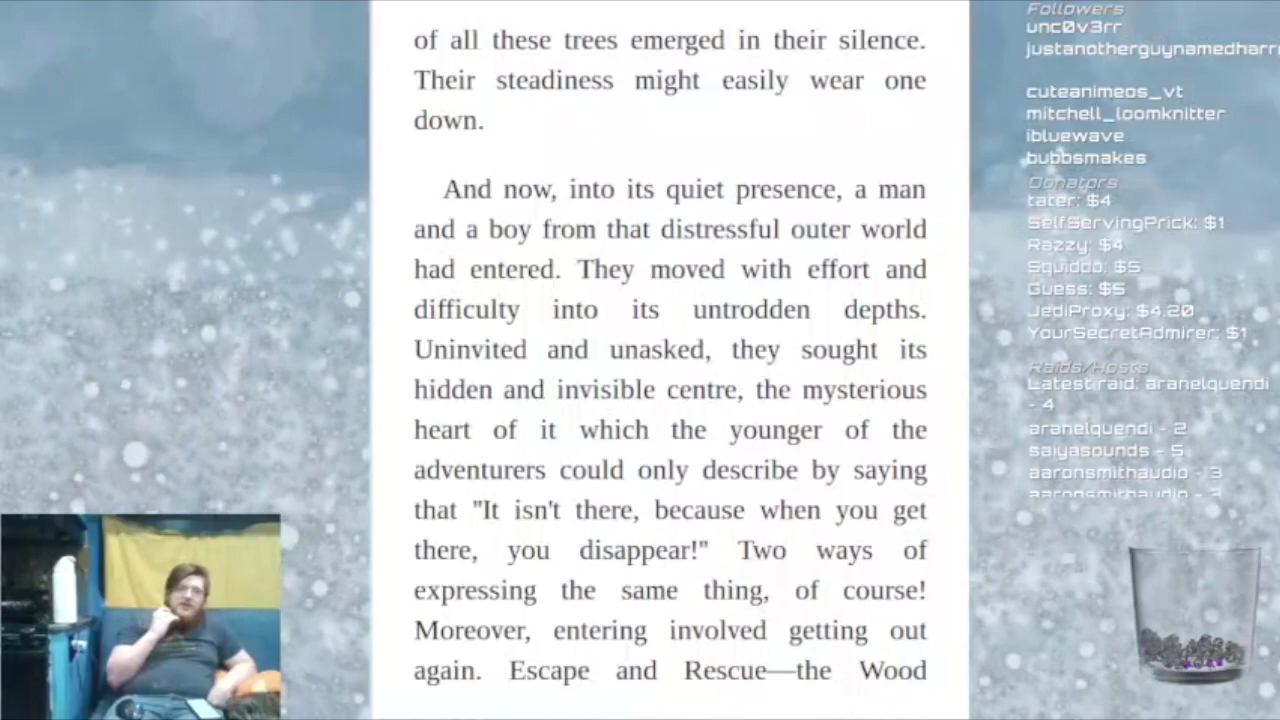 of all these trees emerged in their silence.
Their steadiness might easily wear one
down.
And now, into its quiet presence, a man
and a boy from that distressful outer world
had entered. They moved with effort and
difficulty into its untrodden depths.
Uninvited and unasked, they sought its
hidden and invisible centre, the mysterious
heart of it which the younger of the
adventurers could only describe by saying
that "It isn't there, because when you get
there, you disappear!" Two ways of
expressing the same thing, of course!
Moreover, entering involved getting out
again. Escape and Rescue—the Wood
Followers
unc0v3rr
justanotherguynamedharr
cuteanimeos_vt
mitchell_loomknitter
ibluewave
bubbsmakes
Donators
tater: $4
SelfServingPrick: $1
Razzy: $4
Squiddo: $5
Guess: $5
JediProxy: $4.20
YourSecretAdmirer: $1
Raids/Hosts
Latest raid: aranelquendi
- 4
aranelquendi - 2
saiyasounds - 5
aaronsmithaudio - 3
aaronsmithaudio - 3